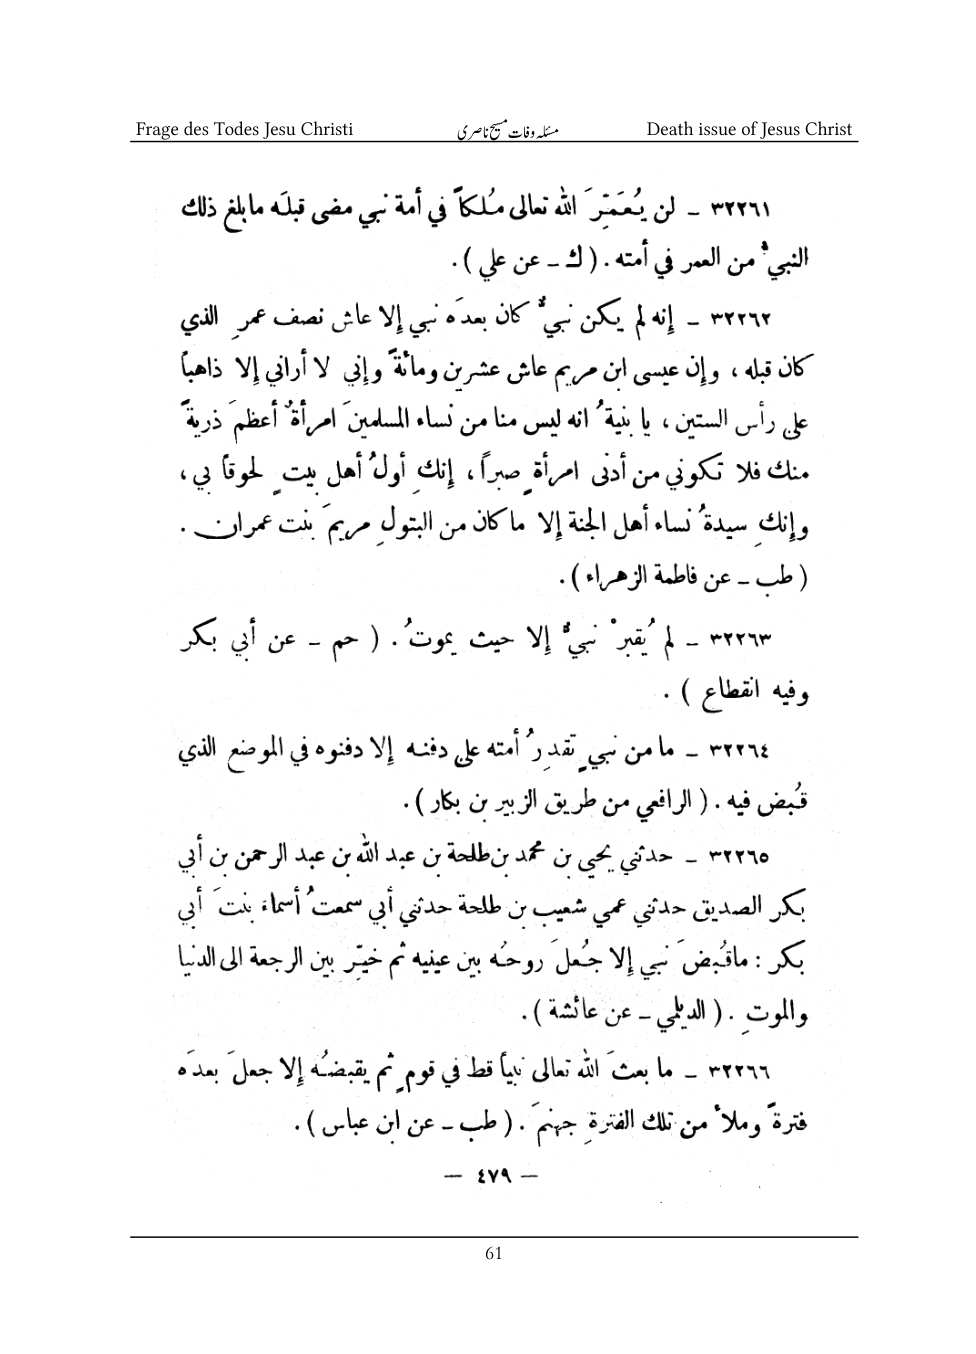 Frage des Todes Jesu Christi مسئلہ وفات مسیح ناصری Death issue of Jesus Christ
٣٢٢٦١ ـ لن يُعَمِّرَ الله تعالى مُلكاً في أمة نبي مضى قبلَه ما بلغ ذلك
النبيُّ من العمر في أمته . ( ك ـ عن علي ) .
٣٢٢٦٢ ـ إنه لم يكن نبيٌّ كان بعدَه نبي إلا عاش نصف عمرِ الذي
كان قبله ، وإن عيسى ابن مريم عاش عشرين ومائةً وإني لا أراني إلا ذاهباً
على رأس الستين ، يا بنيةُ انه ليس منا من نساء المسلمينَ امرأةٌ أعظمَ ذريةً
منك فلا تكوني من أدنى امرأةٍ صبراً ، إنكِ أولُ أهل بيتٍ لحوقاً بي ،
وإنكِ سيدةُ نساء أهل الجنة إلا ما كان من البتولِ مريمَ بنت عمران .
( طب ـ عن فاطمة الزهراء ) .
٣٢٢٦٣ ـ لم يُقبرْ نبيٌّ إلا حيث يموتُ . ( حم ـ عن أبي بكر
وفيه انقطاع ) .
٣٢٢٦٤ ـ ما من نبيٍ تقدِرُ أمته على دفنه إلا دفنوه في الموضع الذي
قُبض فيه . ( الرافعي من طريق الزبير بن بكار ) .
٣٢٢٦٥ ـ حدثني يحيى بن محمد بن طلحة بن عبد الله بن عبد الرحمن بن أبي
بكر الصديق حدثني عمي شعيب بن طلحة حدثني أبي سمعتُ أسماءَ بنتَ أبي
بكر : ما قُبضَ نبي إلا جُعلَ روحُه بين عينيه ثم خيّر بين الرجعة الى الدنيا
والموتِ . ( الديلمي ـ عن عائشة ) .
٣٢٢٦٦ ـ ما بعثَ الله تعالى نبياً قط في قومٍ ثم يقبضُه إلا جعلَ بعدَه
فترةً وملأ من تلك الفترةِ جهنمَ . ( طب ـ عن ابن عباس ) .
— ٤٧٩ —
61